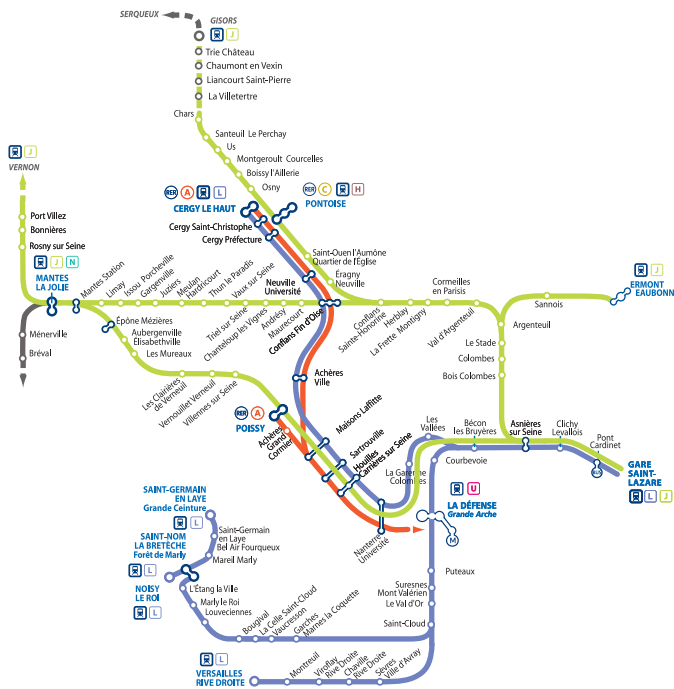 SERQUEUX
GISORS
J
Trie Château
Chaumont en Vexin
Liancourt Saint-Pierre
La Villetertre
Chars
Santeuil Le Perchay
Us
Montgeroult Courcelles
Boissy l'Aillerie
Osny
J
VERNON
RER A L
CERGY LE HAUT
RER C H
PONTOISE
Port Villez
Bonnières
Rosny sur Seine
Cergy Saint-Christophe
Cergy Préfecture
Saint-Ouen l'Aumône
Quartier de l'Église
Éragny
Neuville
J N
MANTES
LA JOLIE
Mantes Station
Limay
Issou Porcheville
Gargenville
Juziers
Meulan
Hardricourt
Thun le Paradis
Vaux sur Seine
Neuville
Université
Triel sur Seine
Chanteloup les Vignes
Andrésy
Maurecourt
Conflans Fin d'Oise
Conflans
Sainte-Honorine
Herblay
La Frette Montigny
Cormeilles
en Parisis
Val d'Argenteuil
Argenteuil
Sannois
J
ERMONT
EAUBONNE
Le Stade
Colombes
Bois Colombes
Ménerville
Bréval
Épône Mézières
Aubergenville
Élisabethville
Les Mureaux
Les Clairières
de Verneuil
Vernouillet Verneuil
Villennes sur Seine
RER A
POISSY
Achères
Grand
Cormier
Achères
Ville
Maisons Laffitte
Sartrouville
Houilles
Carrières sur Seine
La Garenne
Colombes
Les
Vallées
Bécon
les Bruyères
Courbevoie
Asnières
sur Seine
Clichy
Levallois
Pont
Cardinet
GARE
SAINT-
LAZARE
L J
Nanterre
Université
U
LA DÉFENSE
Grande Arche
M
SAINT-GERMAIN
EN LAYE
Grande Ceinture
L
Saint-Germain
en Laye
Bel Air Fourqueux
Mareil Marly
SAINT-NOM
LA BRETÈCHE
Forêt de Marly
L
NOISY
LE ROI
L
L'Étang la Ville
Marly le Roi
Louveciennes
Bougival
La Celle Saint-Cloud
Vaucresson
Garches
Marnes la Coquette
Puteaux
Suresnes
Mont Valérien
Le Val d'Or
Saint-Cloud
L
VERSAILLES
RIVE DROITE
Montreuil
Viroflay
Rive Droite
Chaville
Rive Droite
Sèvres
Ville d'Avray